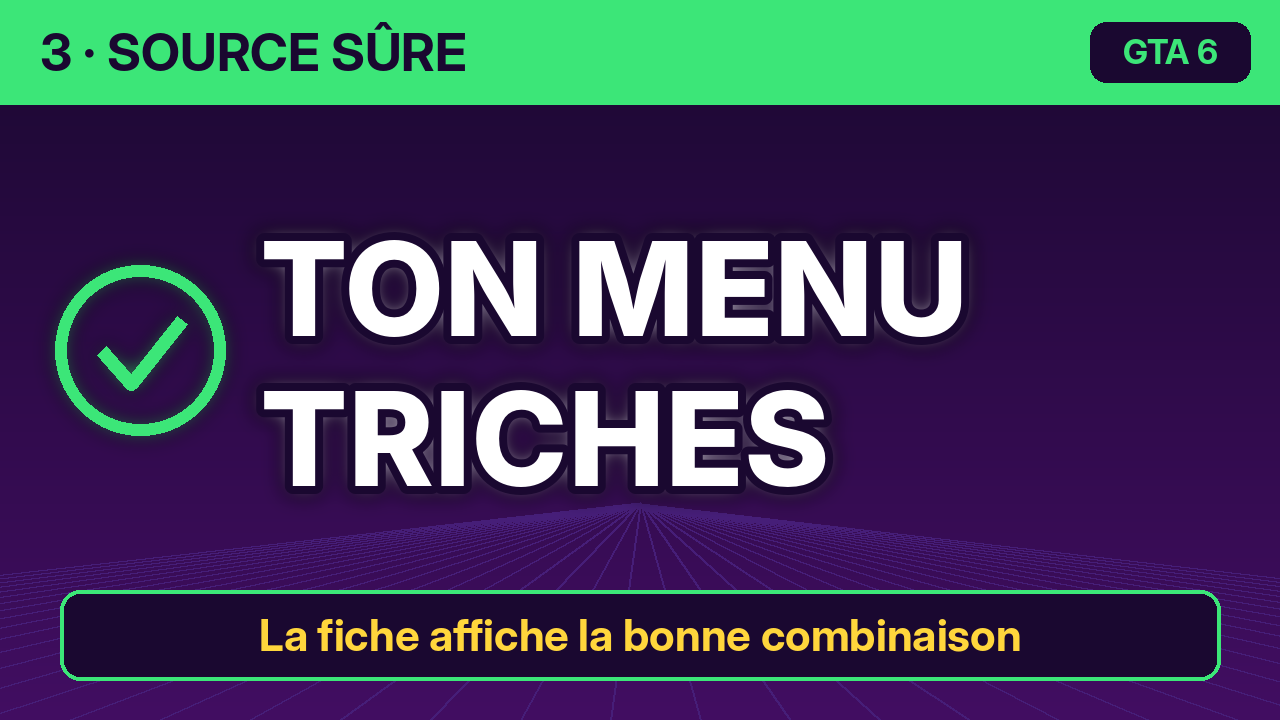 3 · SOURCE SÛRE
GTA 6
TON MENU
TRICHES
La fiche affiche la bonne combinaison